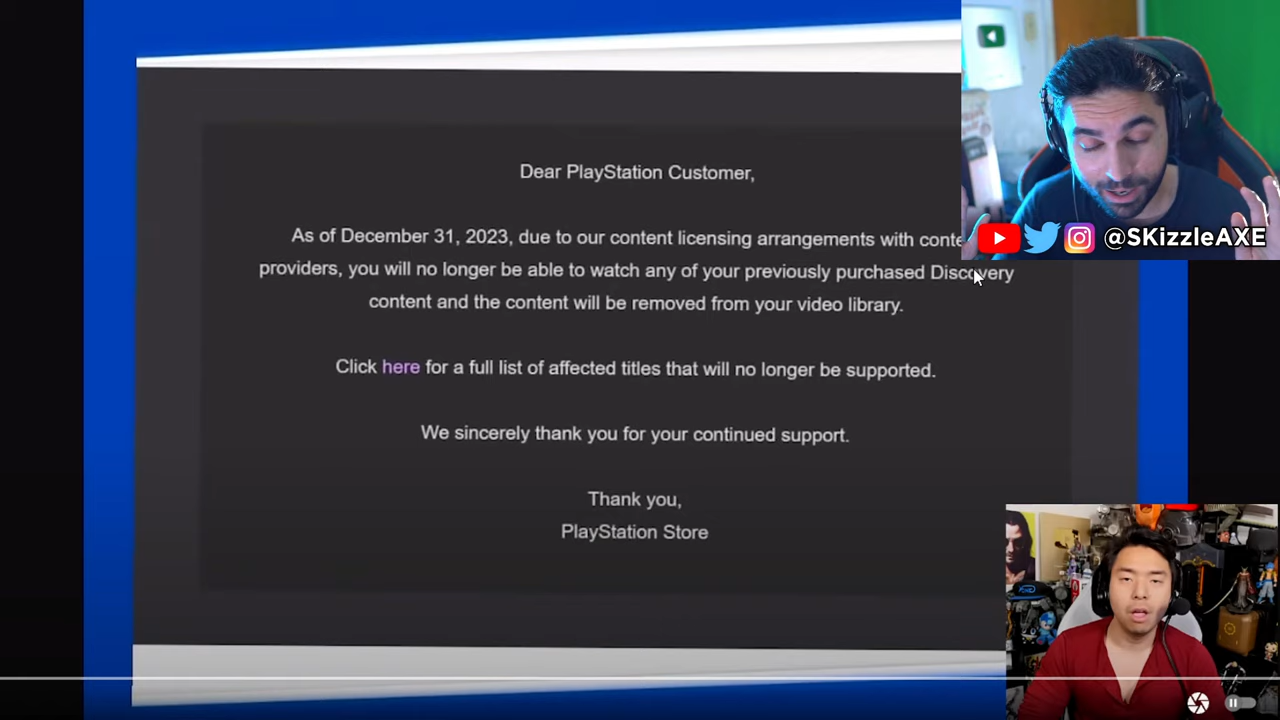 Dear PlayStation Customer,
As of December 31, 2023, due to our content licensing arrangements with conte
providers, you will no longer be able to watch any of your previously purchased Discovery
content and the content will be removed from your video library.
Click here for a full list of affected titles that will no longer be supported.
We sincerely thank you for your continued support.
Thank you,
PlayStation Store
@SKizzleAXE